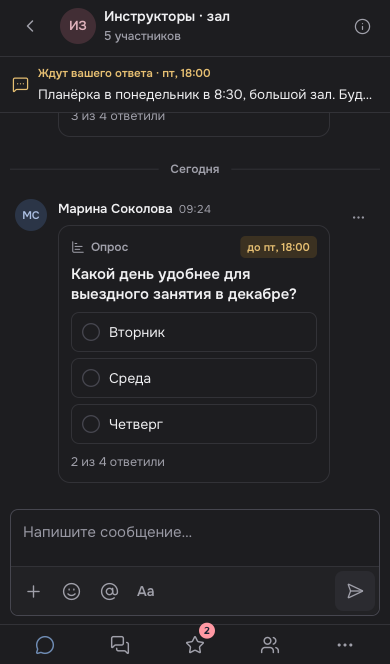 ИЗ
Инструкторы · зал
5 участников
Ждут вашего ответа · пт, 18:00
Планёрка в понедельник в 8:30, большой зал. Буд...
3 из 4 ответили
Сегодня
МС
Марина Соколова 09:24
Опрос
до пт, 18:00
Какой день удобнее для
выездного занятия в декабре?
Вторник
Среда
Четверг
2 из 4 ответили
Напишите сообщение...
Aa
2